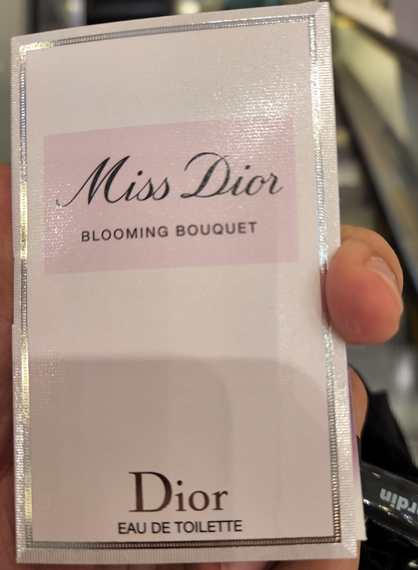 Miss Dior
BLOOMING BOUQUET
Dior
EAU DE TOILETTE